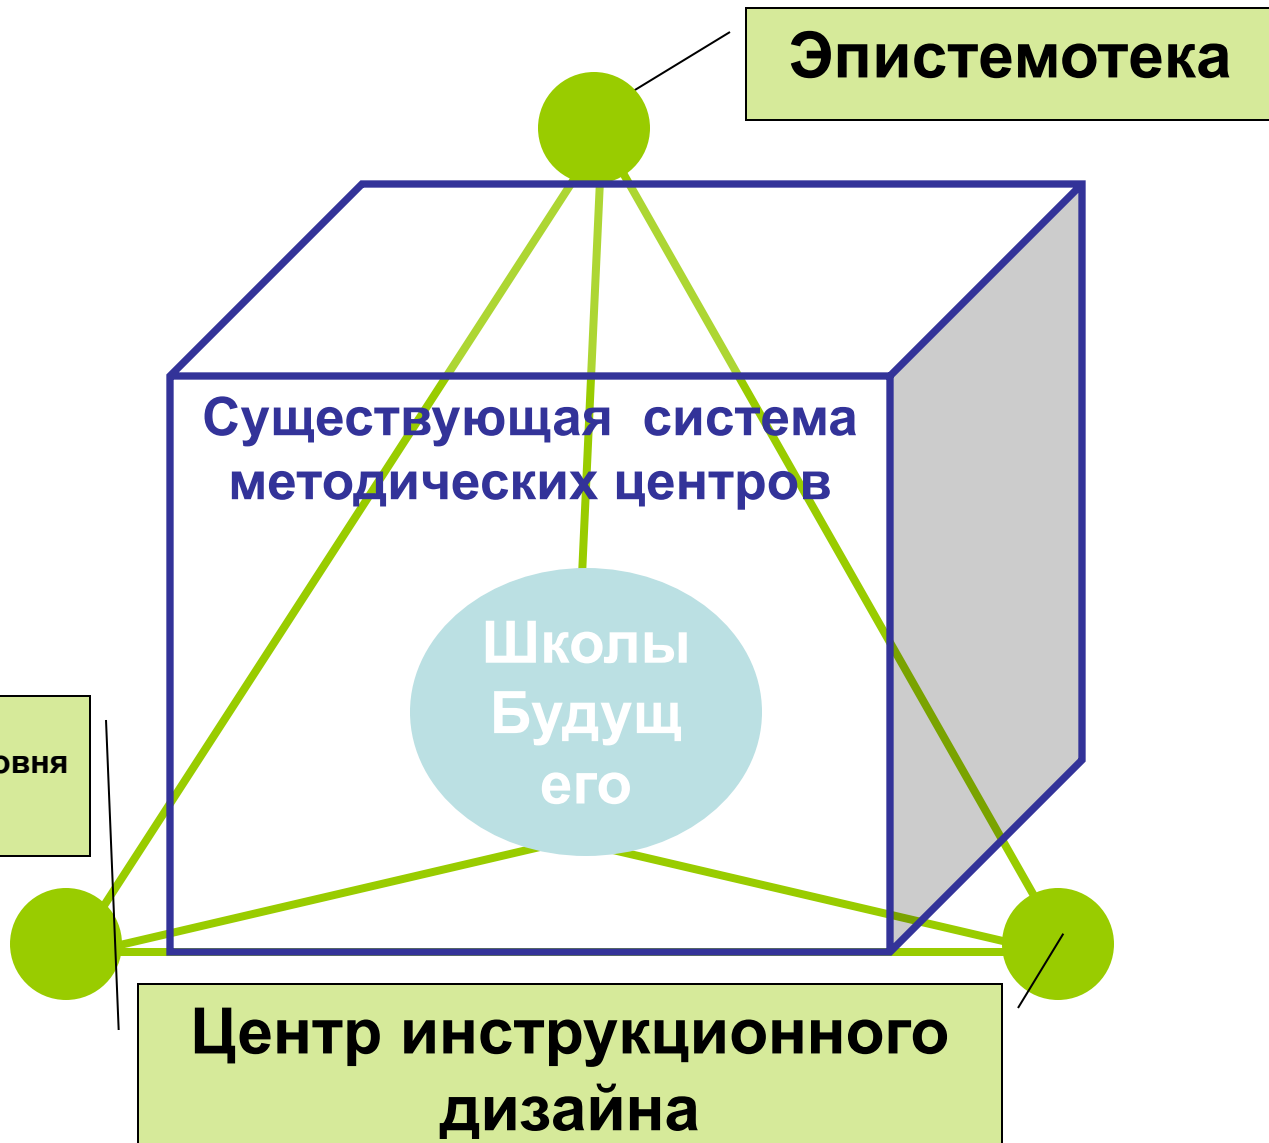 Эпистемотека
Существующая система
методических центров
Школы
Будущ
его
овня
Центр инструкционного
дизайна